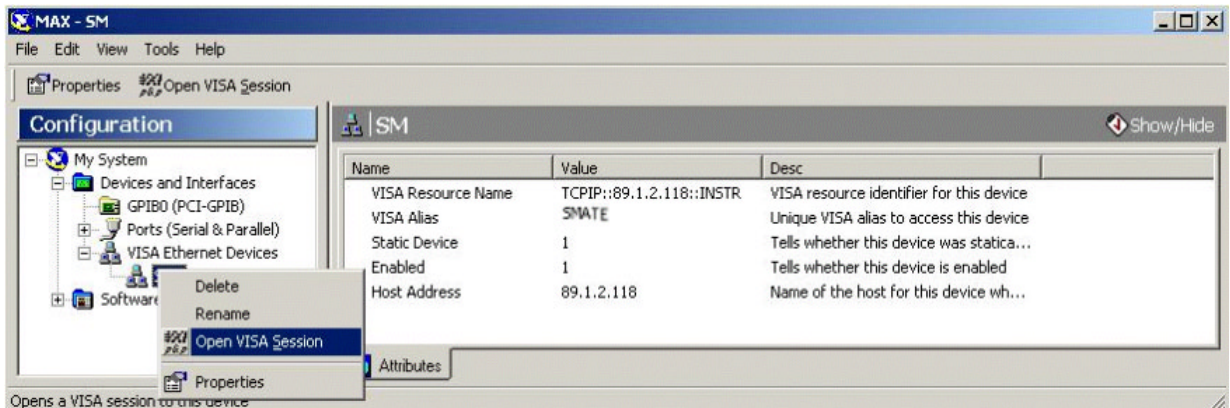 MAX - SM
File Edit View Tools Help
Properties Open VISA Session
Configuration
My System
Devices and Interfaces
GPIB0 (PCI-GPIB)
Ports (Serial & Parallel)
VISA Ethernet Devices
Software
Delete
Rename
Open VISA Session
Properties
SM
Show/Hide
Name Value Desc
VISA Resource Name TCPIP::89.1.2.118::INSTR VISA resource identifier for this device
VISA Alias SMATE Unique VISA alias to access this device
Static Device 1 Tells whether this device was statica...
Enabled 1 Tells whether this device is enabled
Host Address 89.1.2.118 Name of the host for this device wh...
Attributes
Opens a VISA session to this device